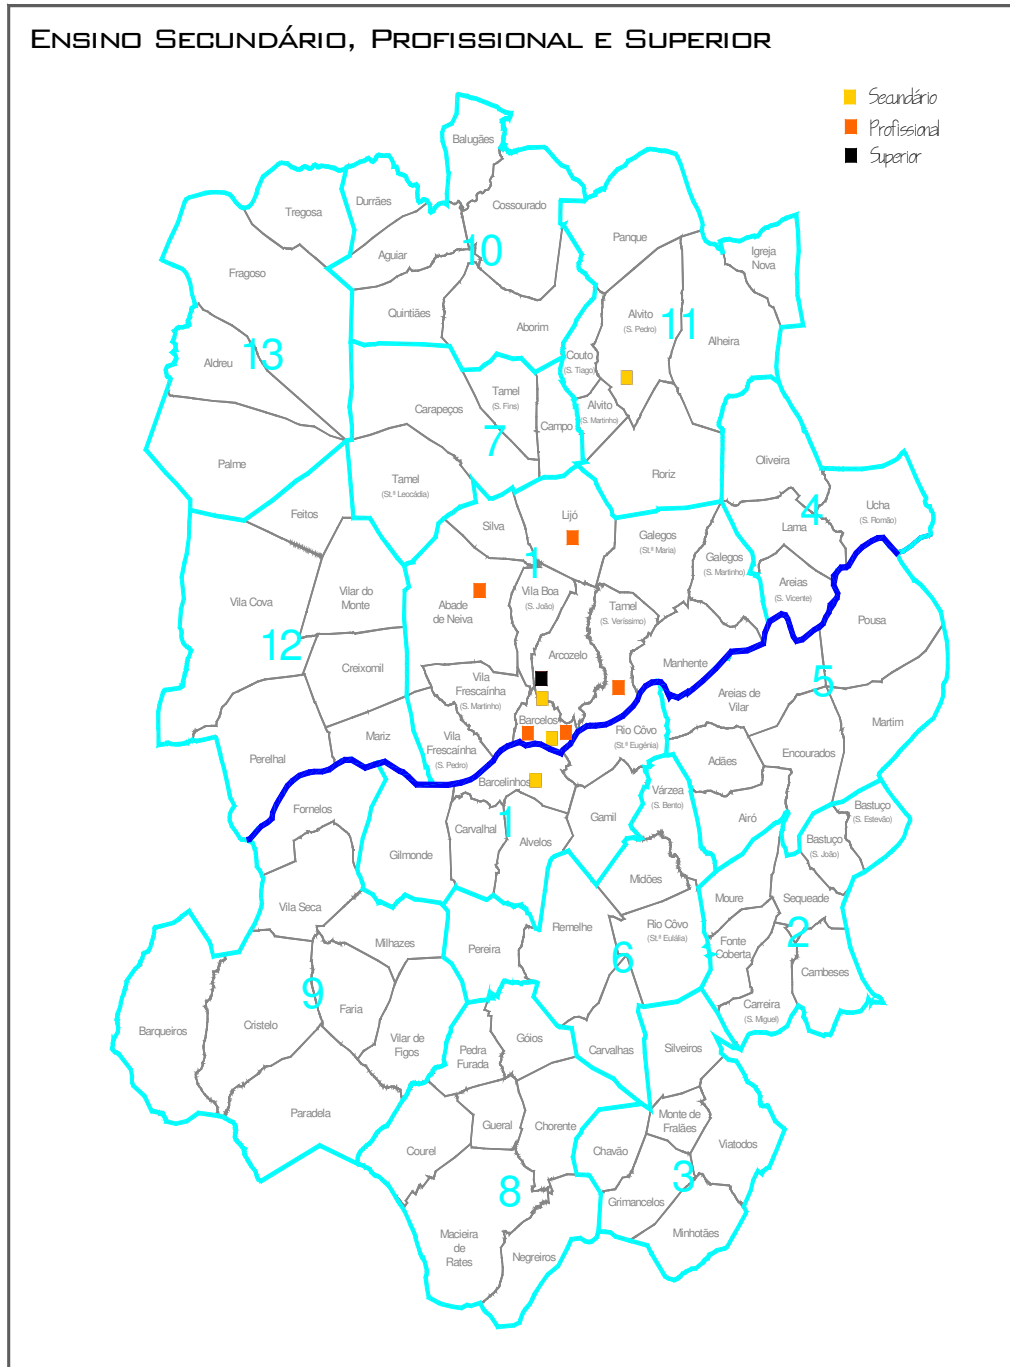 ENSINO SECUNDÁRIO, PROFISSIONAL E SUPERIOR
Secundário
Profissional
Superior
Balugães
Durrães
Tregosa
Cossourado
Aguiar
10
Panque
Igreja
Nova
Fragoso
Quintiães
Aborim
Alvito
(S. Pedro)
11
Alheira
Aldreu
13
Couto
(S. Tiago)
Tamel
(S. Fins)
Carapeços
Campo
Alvito
(S. Martinho)
7
Palme
Tamel
(St.ª Leocádia)
Roriz
Oliveira
Feitos
Silva
Lijó
4
Ucha
(S. Romão)
Lama
Galegos
(St.ª Maria)
Galegos
(S. Martinho)
1
Areias
(S. Vicente)
Vila Cova
Vilar do
Monte
Abade
de Neiva
Vila Boa
(S. João)
Tamel
(S. Veríssimo)
Pousa
12
Creixomil
Arcozelo
Manhente
Vila
Frescaínha
(S. Martinho)
5
Areias de
Vilar
Martim
Barcelos
Mariz
Vila
Frescaínha
(S. Pedro)
Rio Côvo
(St.ª Eugénia)
Perelhal
Encourados
Adães
Barcelinhos
Várzea
(S. Bento)
Fornelos
Bastuço
(S. Estevão)
Gamil
Airó
1
Carvalhal
Alvelos
Bastuço
(S. João)
Gilmonde
Midões
Moure
Sequeade
Vila Seca
Remelhe
Rio Côvo
(St.ª Eulália)
2
Milhazes
Pereira
6
Fonte
Coberta
Cambeses
9
Faria
Carreira
(S. Miguel)
Barqueiros
Cristelo
Vilar de
Figos
Góios
Pedra
Furada
Carvalhas
Silveiros
Paradela
Monte de
Fralães
Gueral
Chorente
Viatodos
Courel
Chavão
3
8
Grimancelos
Macieira
de
Rates
Minhotães
Negreiros